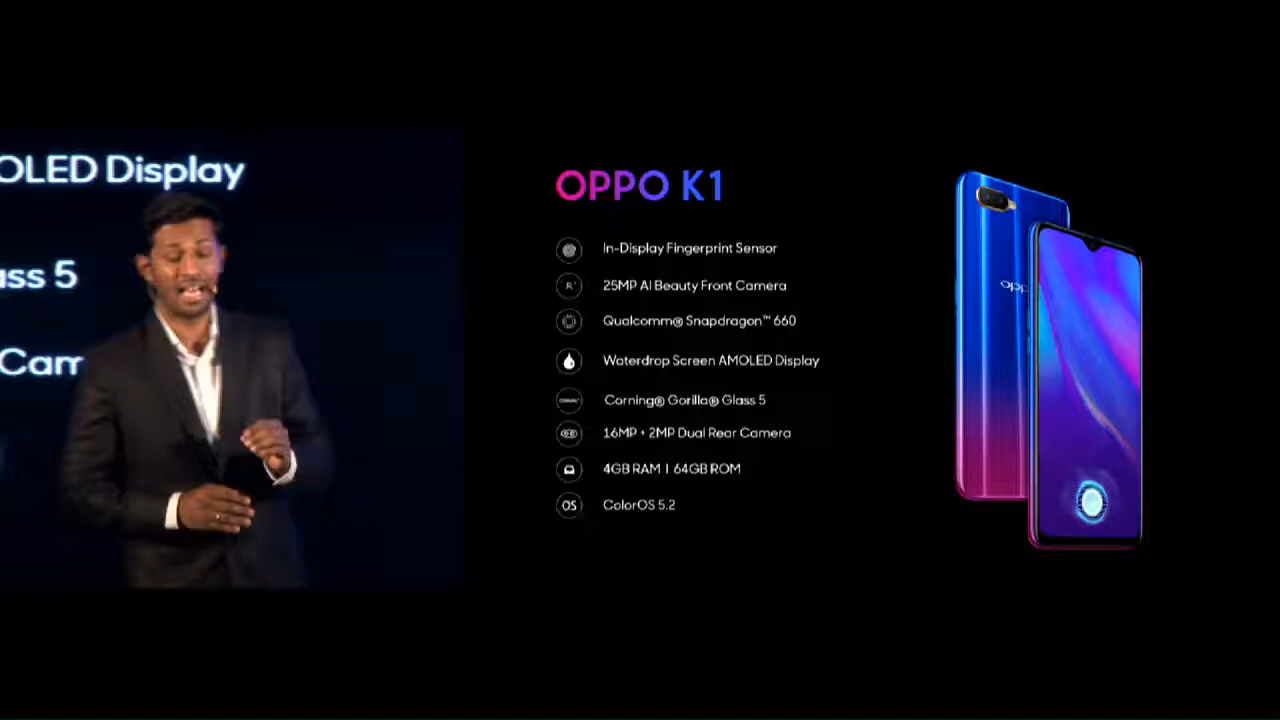 OLED Display
ass 5
Cam
OPPO K1
In-Display Fingerprint Sensor
25MP AI Beauty Front Camera
Qualcomm® Snapdragon™ 660
Waterdrop Screen AMOLED Display
Corning® Gorilla® Glass 5
16MP + 2MP Dual Rear Camera
4GB RAM | 64GB ROM
OS ColorOS 5.2
oppo